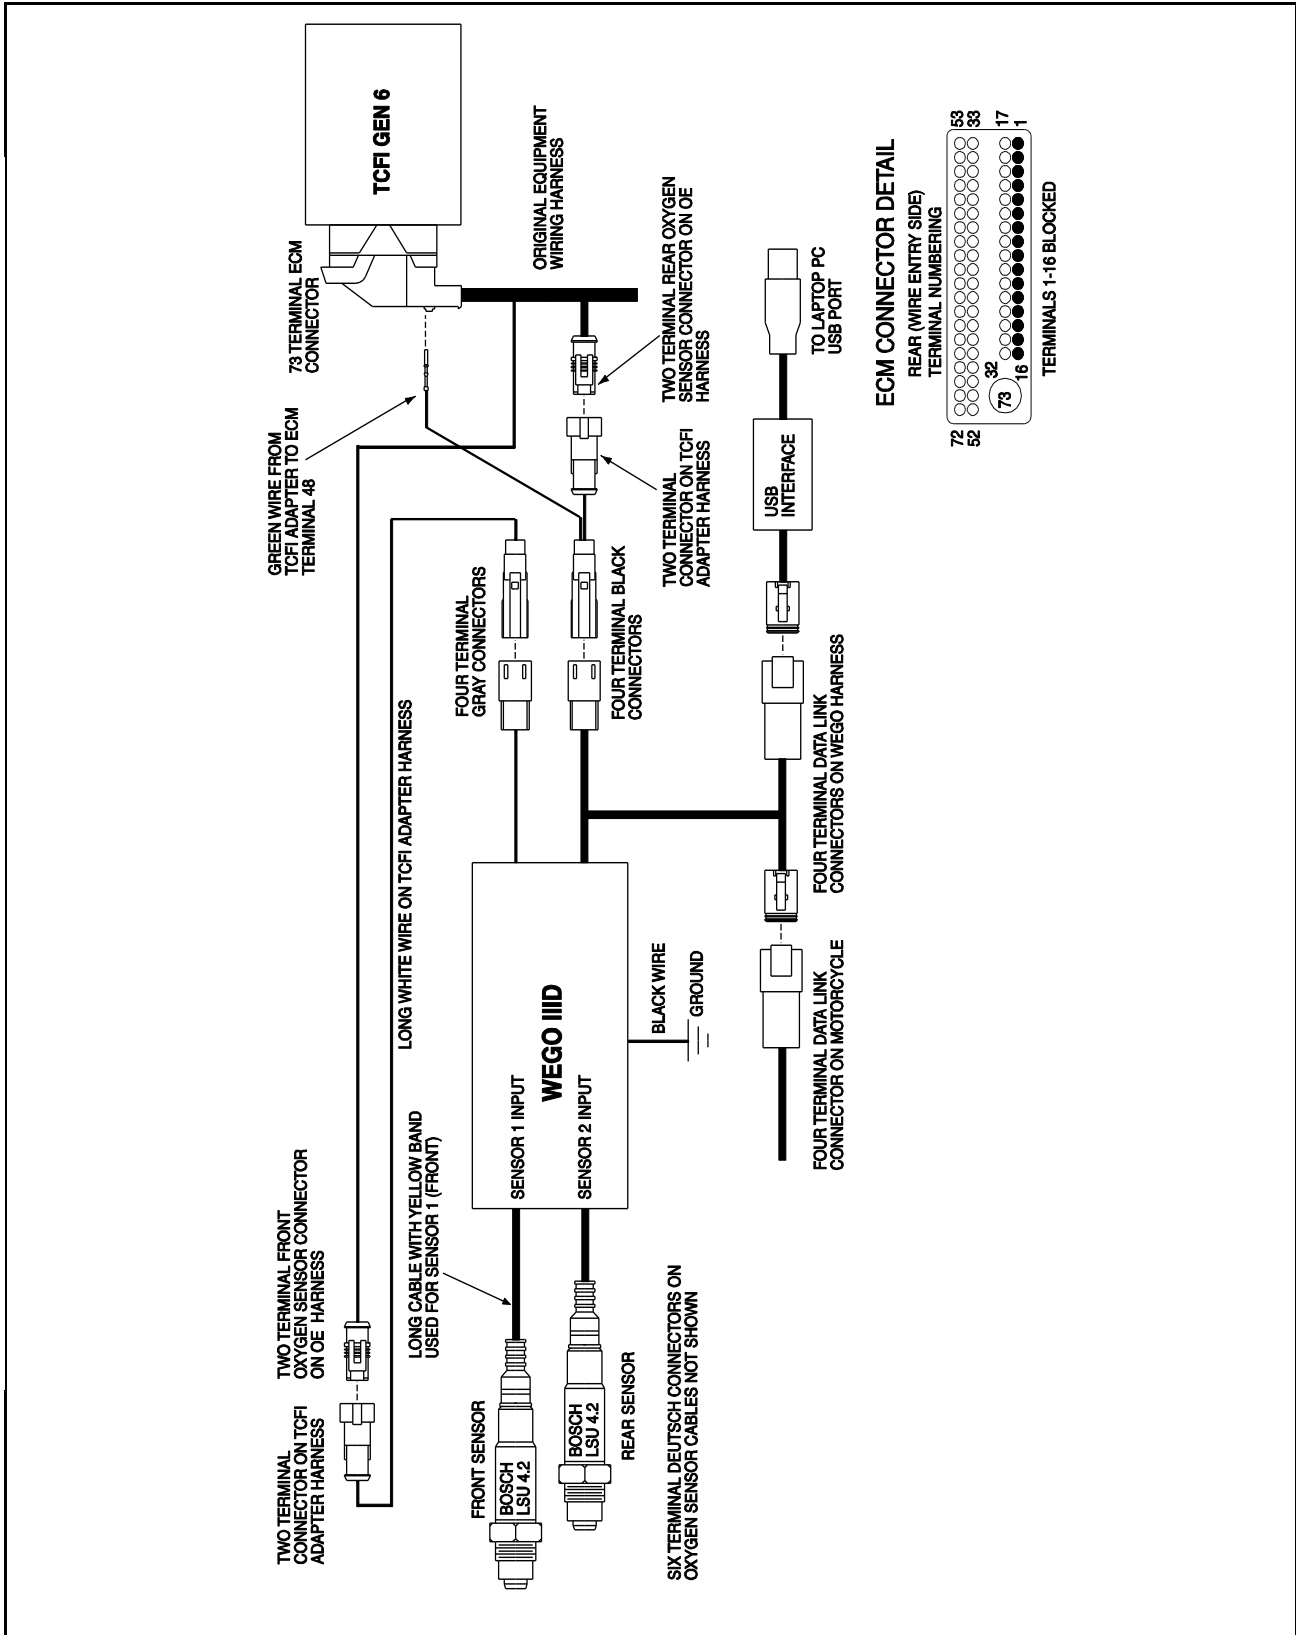 TWO TERMINAL
CONNECTOR ON TCFI
ADAPTER HARNESS
TWO TERMINAL FRONT
OXYGEN SENSOR CONNECTOR
ON OE HARNESS
GREEN WIRE FROM
TCFI ADAPTER TO ECM
TERMINAL 48
73 TERMINAL ECM
CONNECTOR
TCFI GEN 6
LONG CABLE WITH YELLOW BAND
USED FOR SENSOR 1 (FRONT)
LONG WHITE WIRE ON TCFI ADAPTER HARNESS
FOUR TERMINAL
GRAY CONNECTORS
ORIGINAL EQUIPMENT
WIRING HARNESS
FRONT SENSOR
BOSCH
LSU 4.2
SENSOR 1 INPUT
WEGO IIID
SENSOR 2 INPUT
BOSCH
LSU 4.2
REAR SENSOR
FOUR TERMINAL BLACK
CONNECTORS
TWO TERMINAL
CONNECTOR ON TCFI
ADAPTER HARNESS
TWO TERMINAL REAR OXYGEN
SENSOR CONNECTOR ON OE
HARNESS
BLACK WIRE
GROUND
SIX TERMINAL DEUTSCH CONNECTORS ON
OXYGEN SENSOR CABLES NOT SHOWN
USB
INTERFACE
TO LAPTOP PC
USB PORT
FOUR TERMINAL DATA LINK
CONNECTOR ON MOTORCYCLE
FOUR TERMINAL DATA LINK
CONNECTORS ON WEGO HARNESS
ECM CONNECTOR DETAIL
REAR (WIRE ENTRY SIDE)
TERMINAL NUMBERING
72 53
52 33
32 17
73
16 1
TERMINALS 1-16 BLOCKED